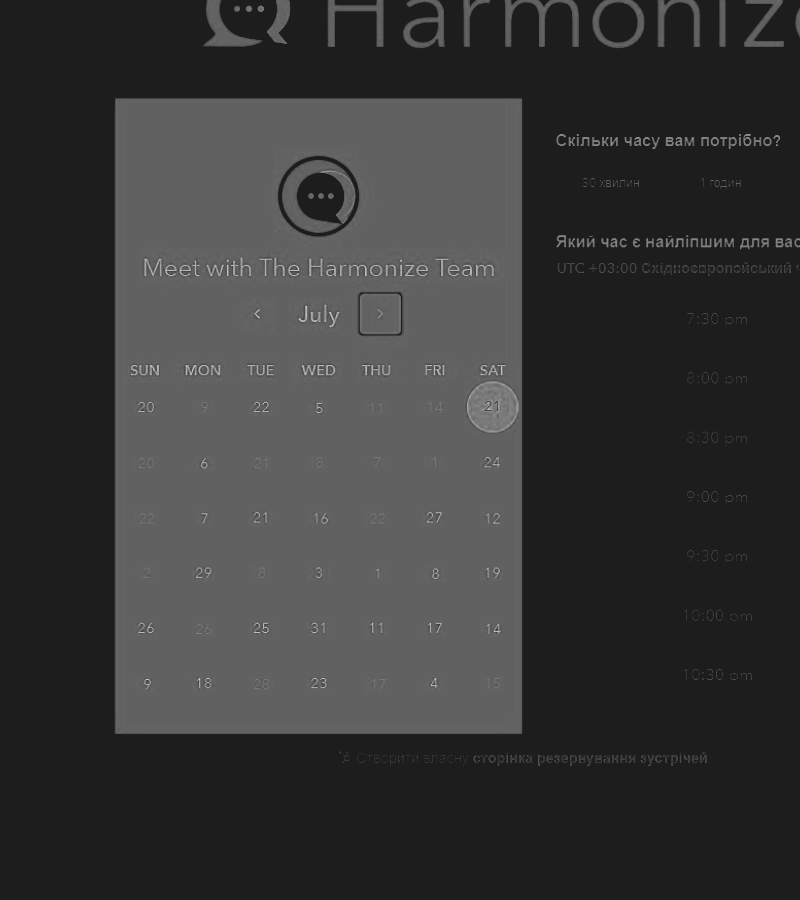 Harmonize
Скільки часу вам потрібно?
30 хвилин 1 годин
Meet with The Harmonize Team
July
Який час є найліпшим для вас
UTC +03:00 Східноєвропейський ч
SUN MON TUE WED THU FRI SAT
20 9 22 5 11 14 21
20 6 21 8 7 1 24
22 7 21 16 22 27 12
2 29 8 3 1 8 19
26 26 25 31 11 17 14
9 18 28 23 17 4 15
7:30 pm
8:00 pm
8:30 pm
9:00 pm
9:30 pm
10:00 pm
10:30 pm
Створити власну сторінка резервування зустрічей